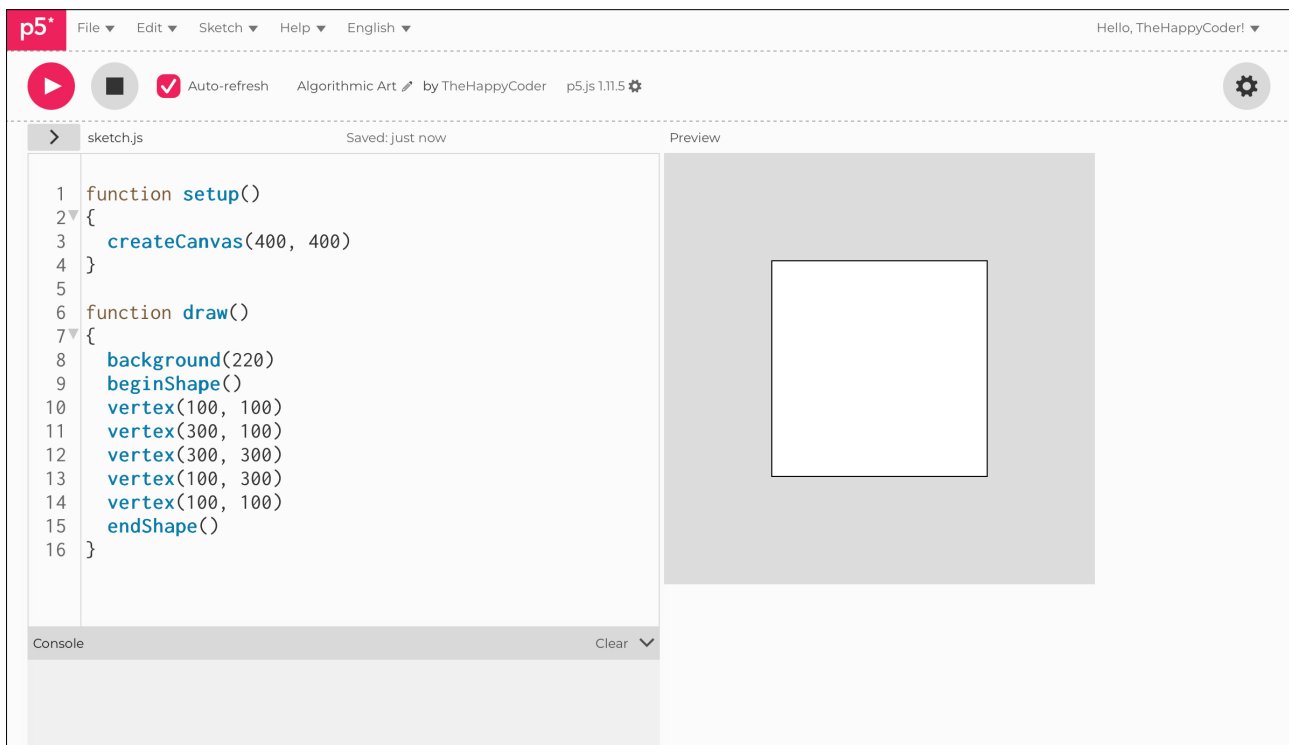 p5* File Edit Sketch Help English Hello, TheHappyCoder!
Auto-refresh Algorithmic Art by TheHappyCoder p5.js 1.11.5
sketch.js Saved: just now Preview
1 function setup()
2 {
3 createCanvas(400, 400)
4 }
5
6 function draw()
7 {
8 background(220)
9 beginShape()
10 vertex(100, 100)
11 vertex(300, 100)
12 vertex(300, 300)
13 vertex(100, 300)
14 vertex(100, 100)
15 endShape()
16 }
Console Clear